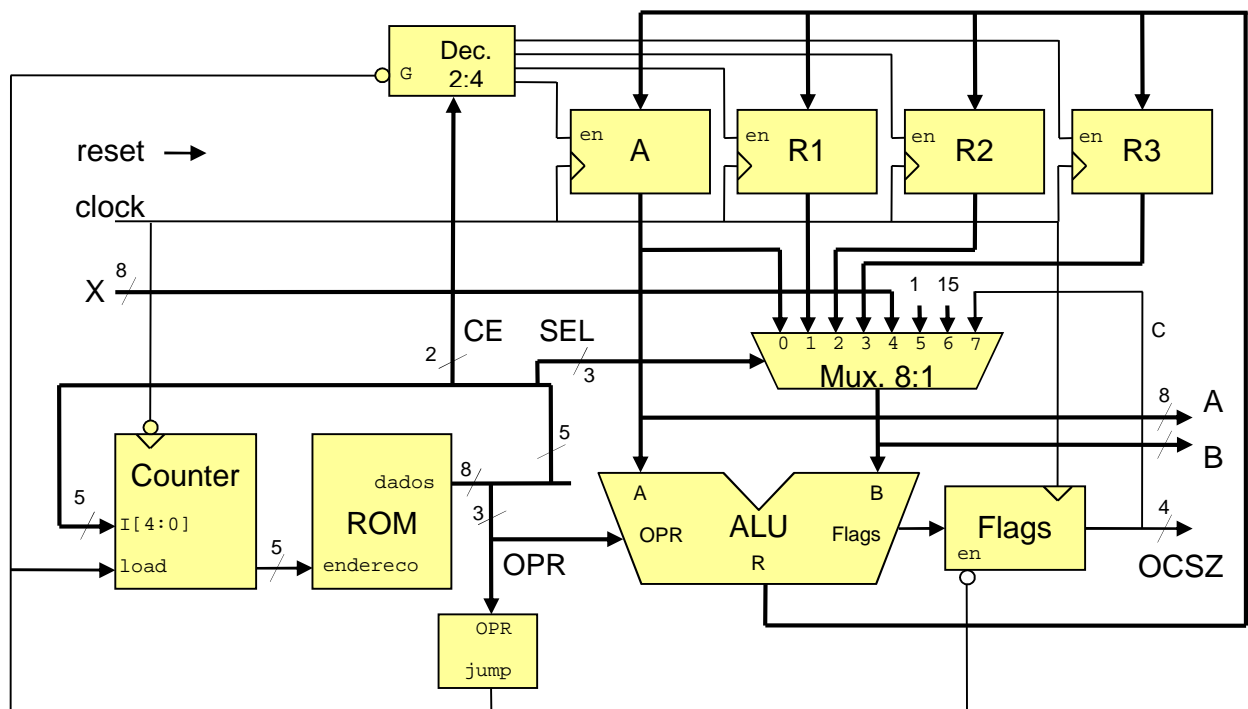 Dec.
G
2:4
en
A
en
R1
en
R2
en
R3
reset
clock
8
X
1
15
CE
SEL
2
3
0 1 2 3 4 5 6 7
Mux. 8:1
C
8
A
B
5
Counter
5
I[4:0]
load
5
dados
ROM
endereco
8
3
OPR
A
B
OPR
ALU
Flags
R
Flags
en
4
OCSZ
OPR
jump